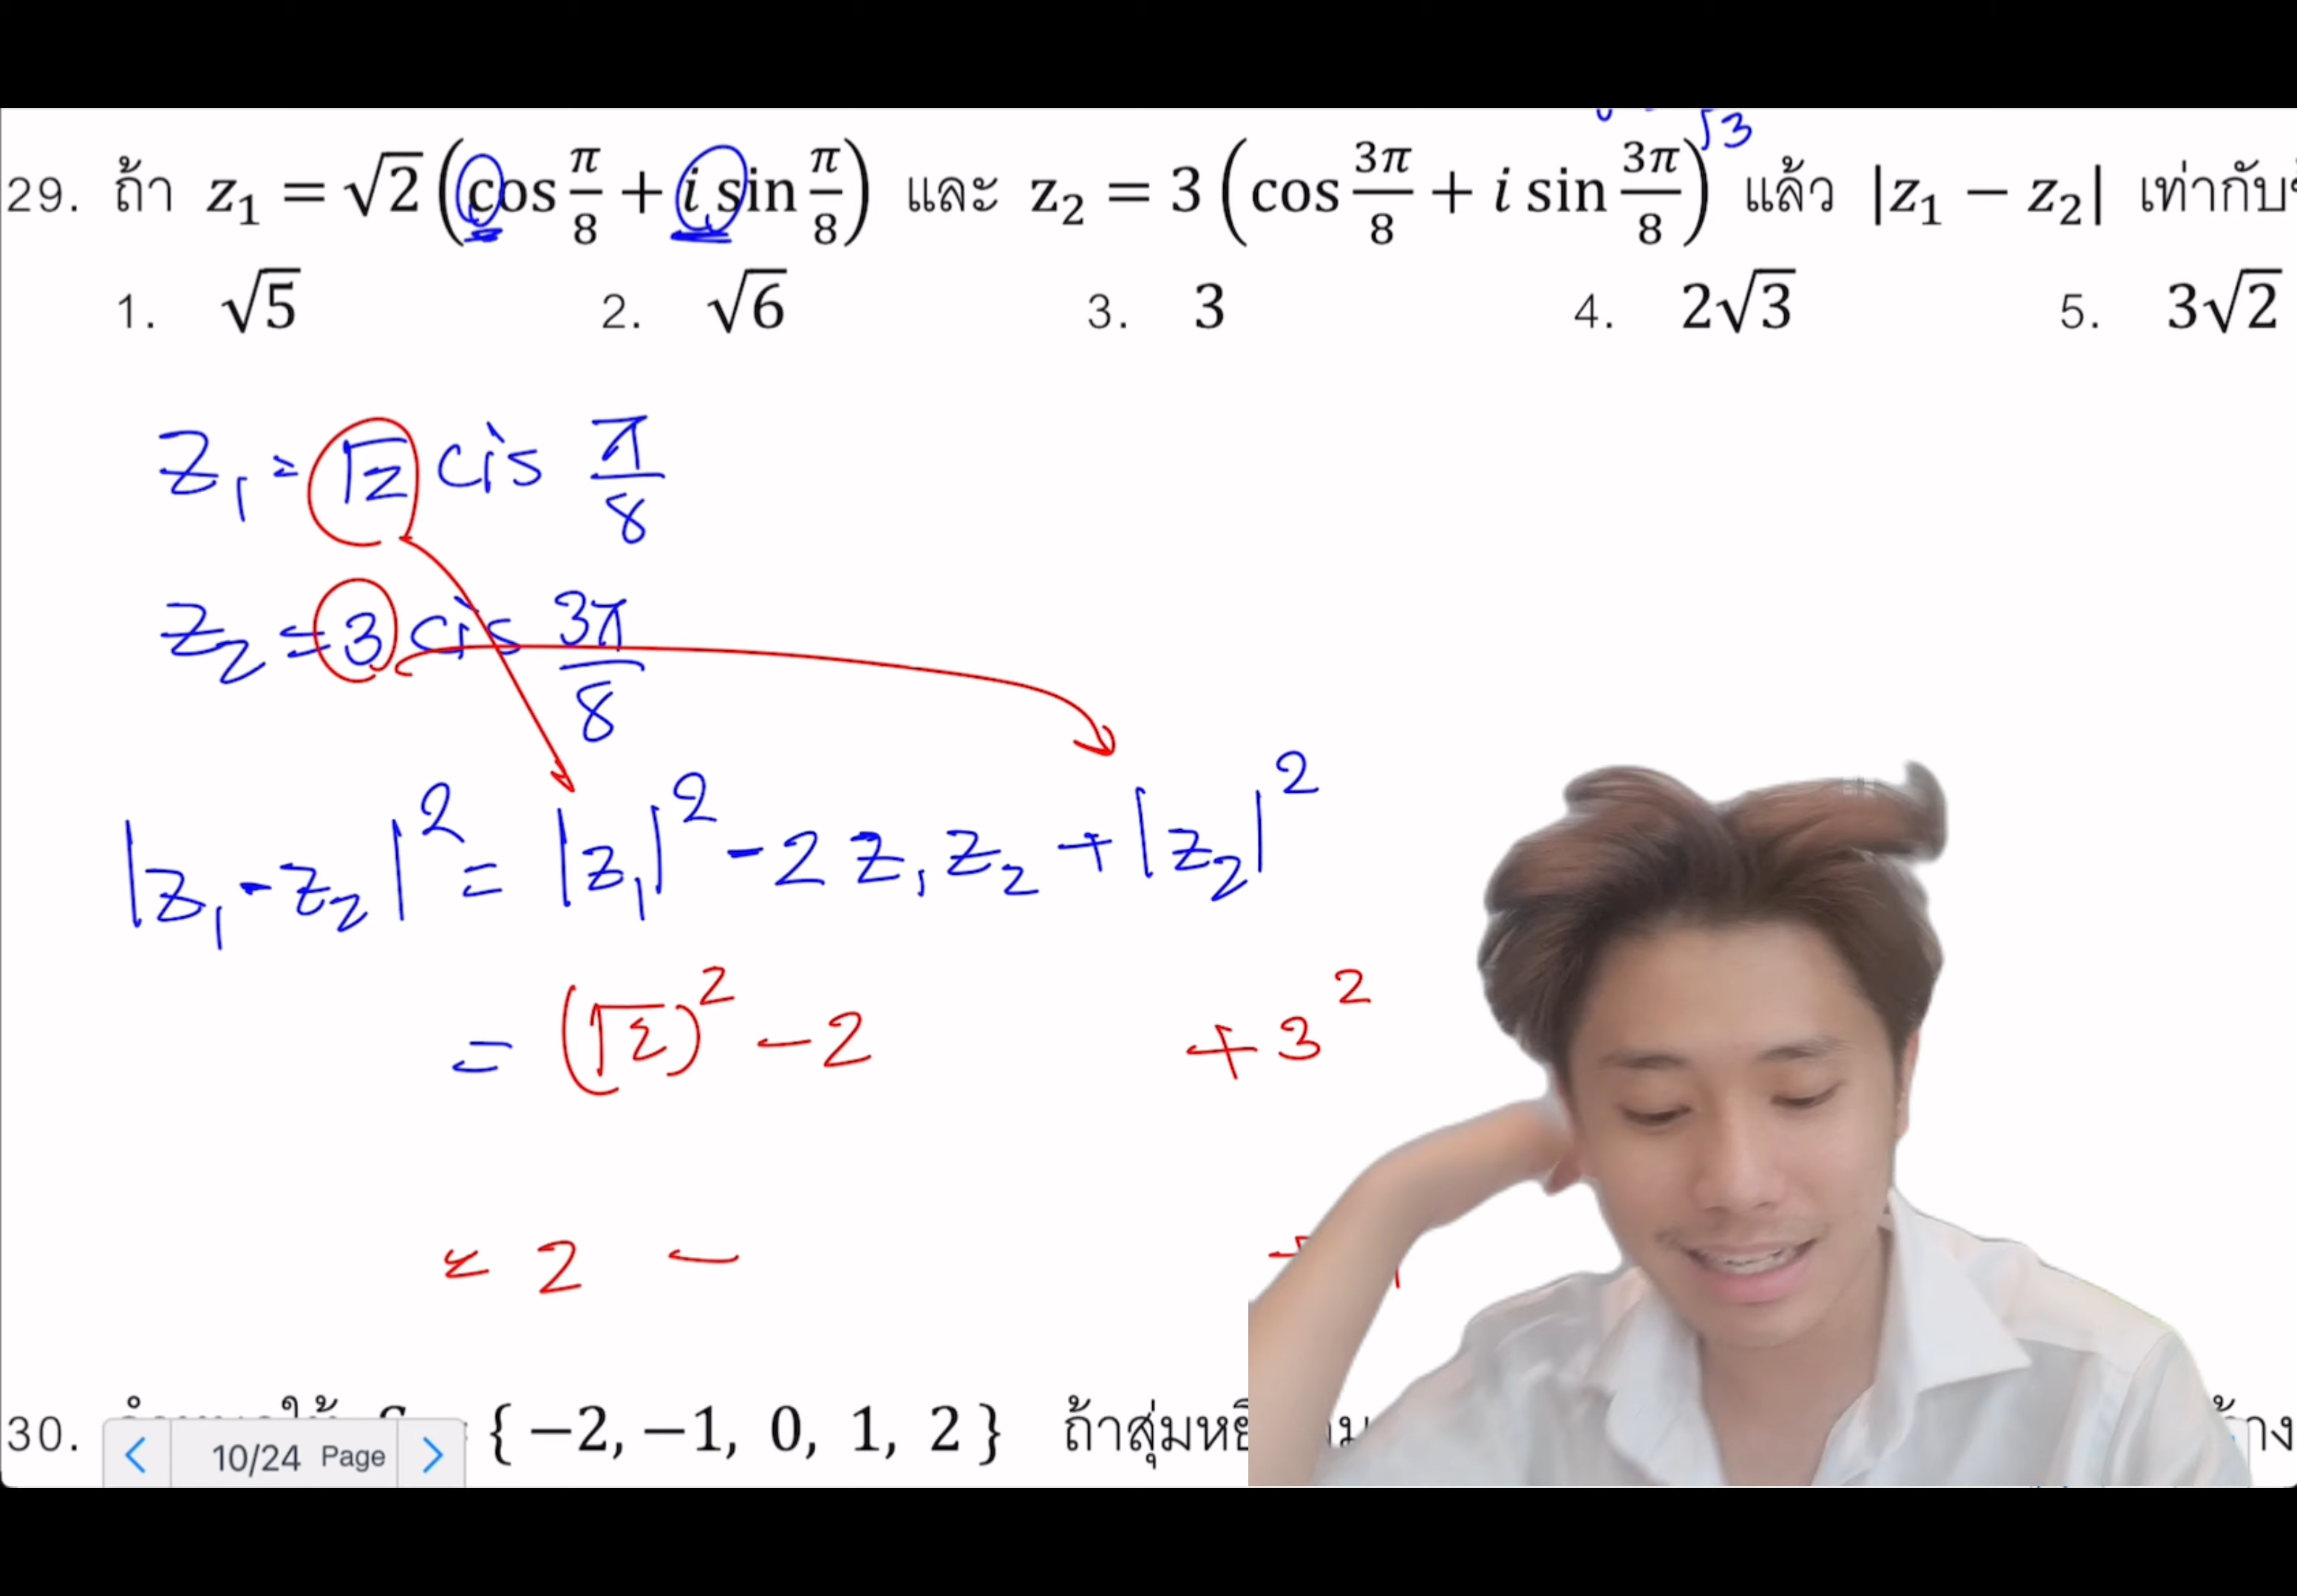 √3
29. ถ้า z₁ = √2 (cos π/8 + i sin π/8) และ z₂ = 3 (cos 3π/8 + i sin 3π/8) แล้ว |z₁ − z₂| เท่ากับ
1. √5 2. √6 3. 3 4. 2√3 5. 3√2
z₁ = √2 cis π/8
z₂ = 3 cis 3π/8
|z₁ - z₂|² = |z₁|² - 2 z₁ z₂ + |z₂|²
= (√2)² - 2 + 3²
= 2 -
30. { −2, −1, 0, 1, 2 } ถ้าสุ่ม
10/24 Page